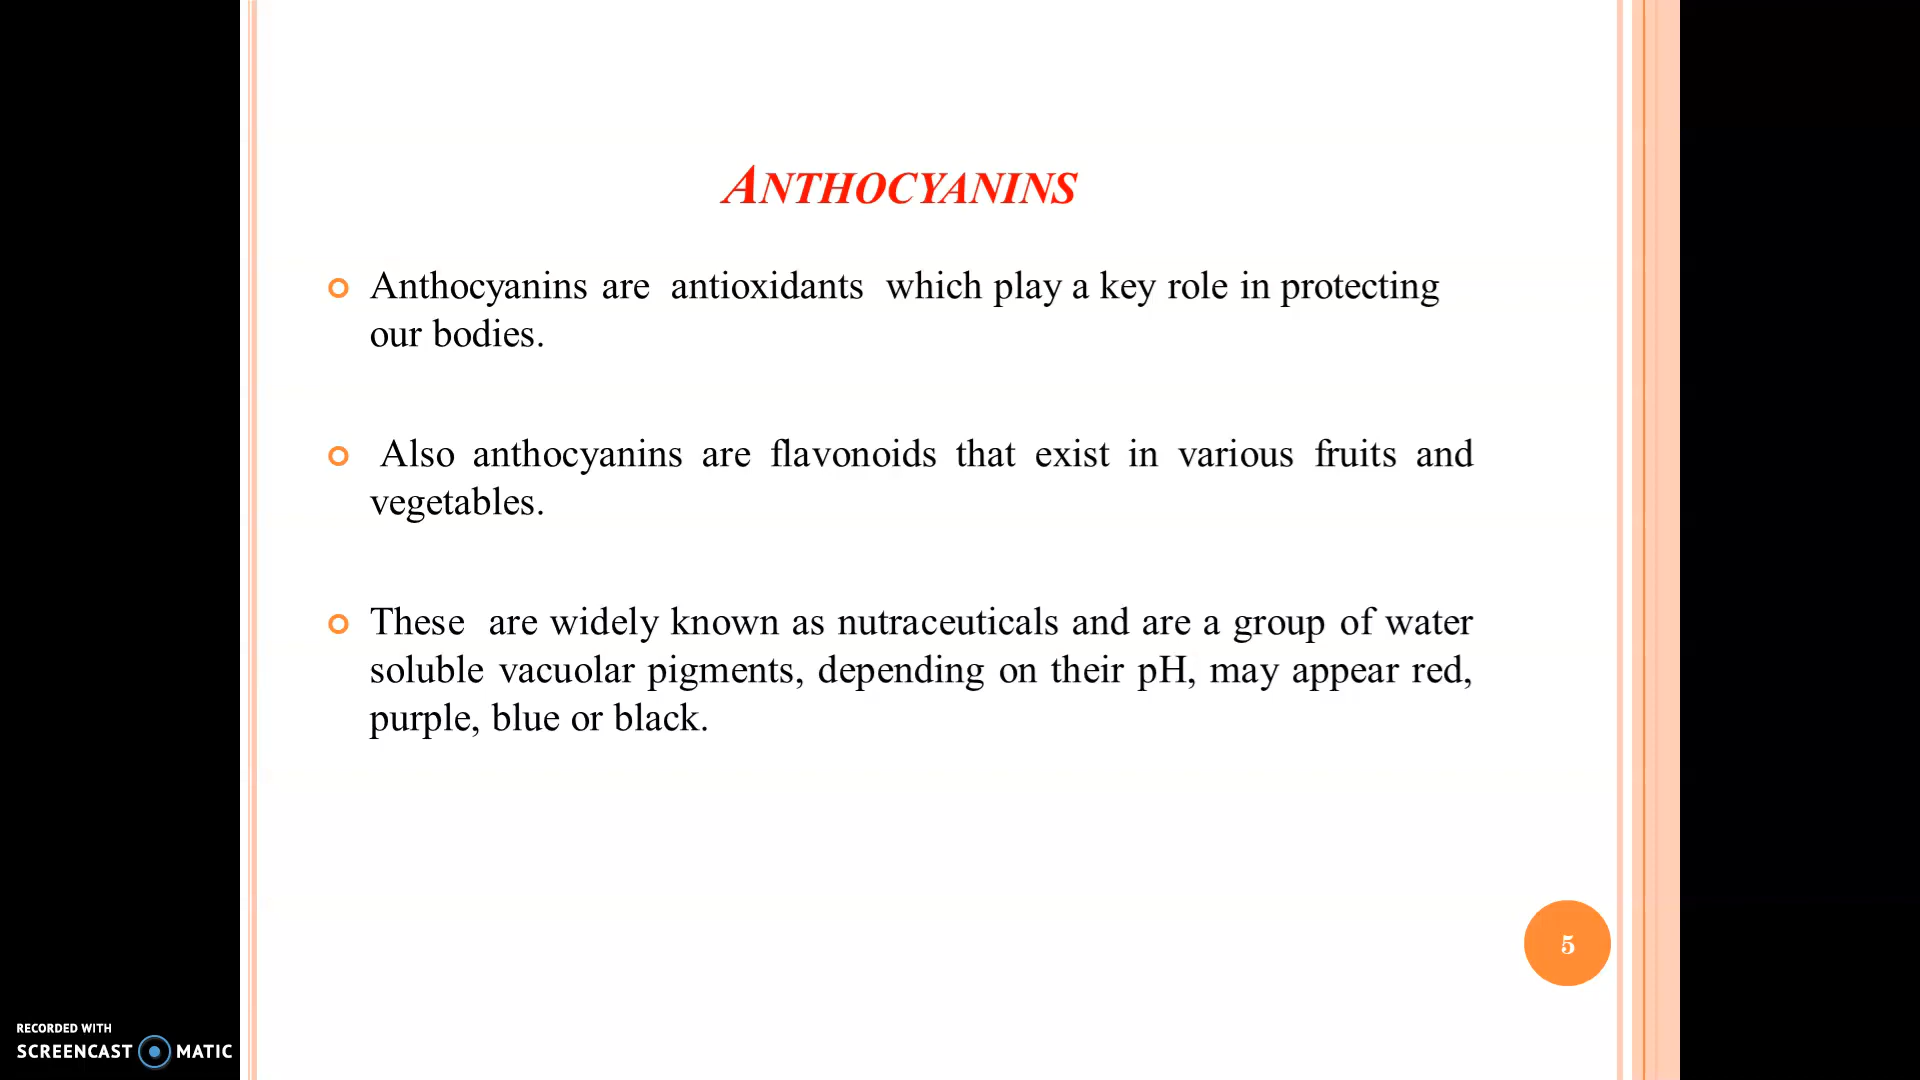 ANTHOCYANINS
Anthocyanins are antioxidants which play a key role in protecting
our bodies.
Also anthocyanins are flavonoids that exist in various fruits and
vegetables.
These are widely known as nutraceuticals and are a group of water
soluble vacuolar pigments, depending on their pH, may appear red,
purple, blue or black.
5
RECORDED WITH
SCREENCAST MATIC